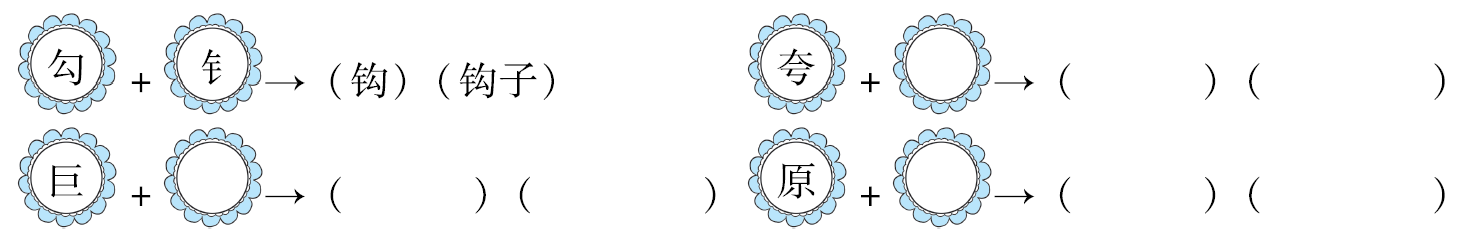 勾 + 钅 → (钩) (钩子) 夸 + → ( ) ( )
巨 + → ( ) ( ) 原 + → ( ) ( )